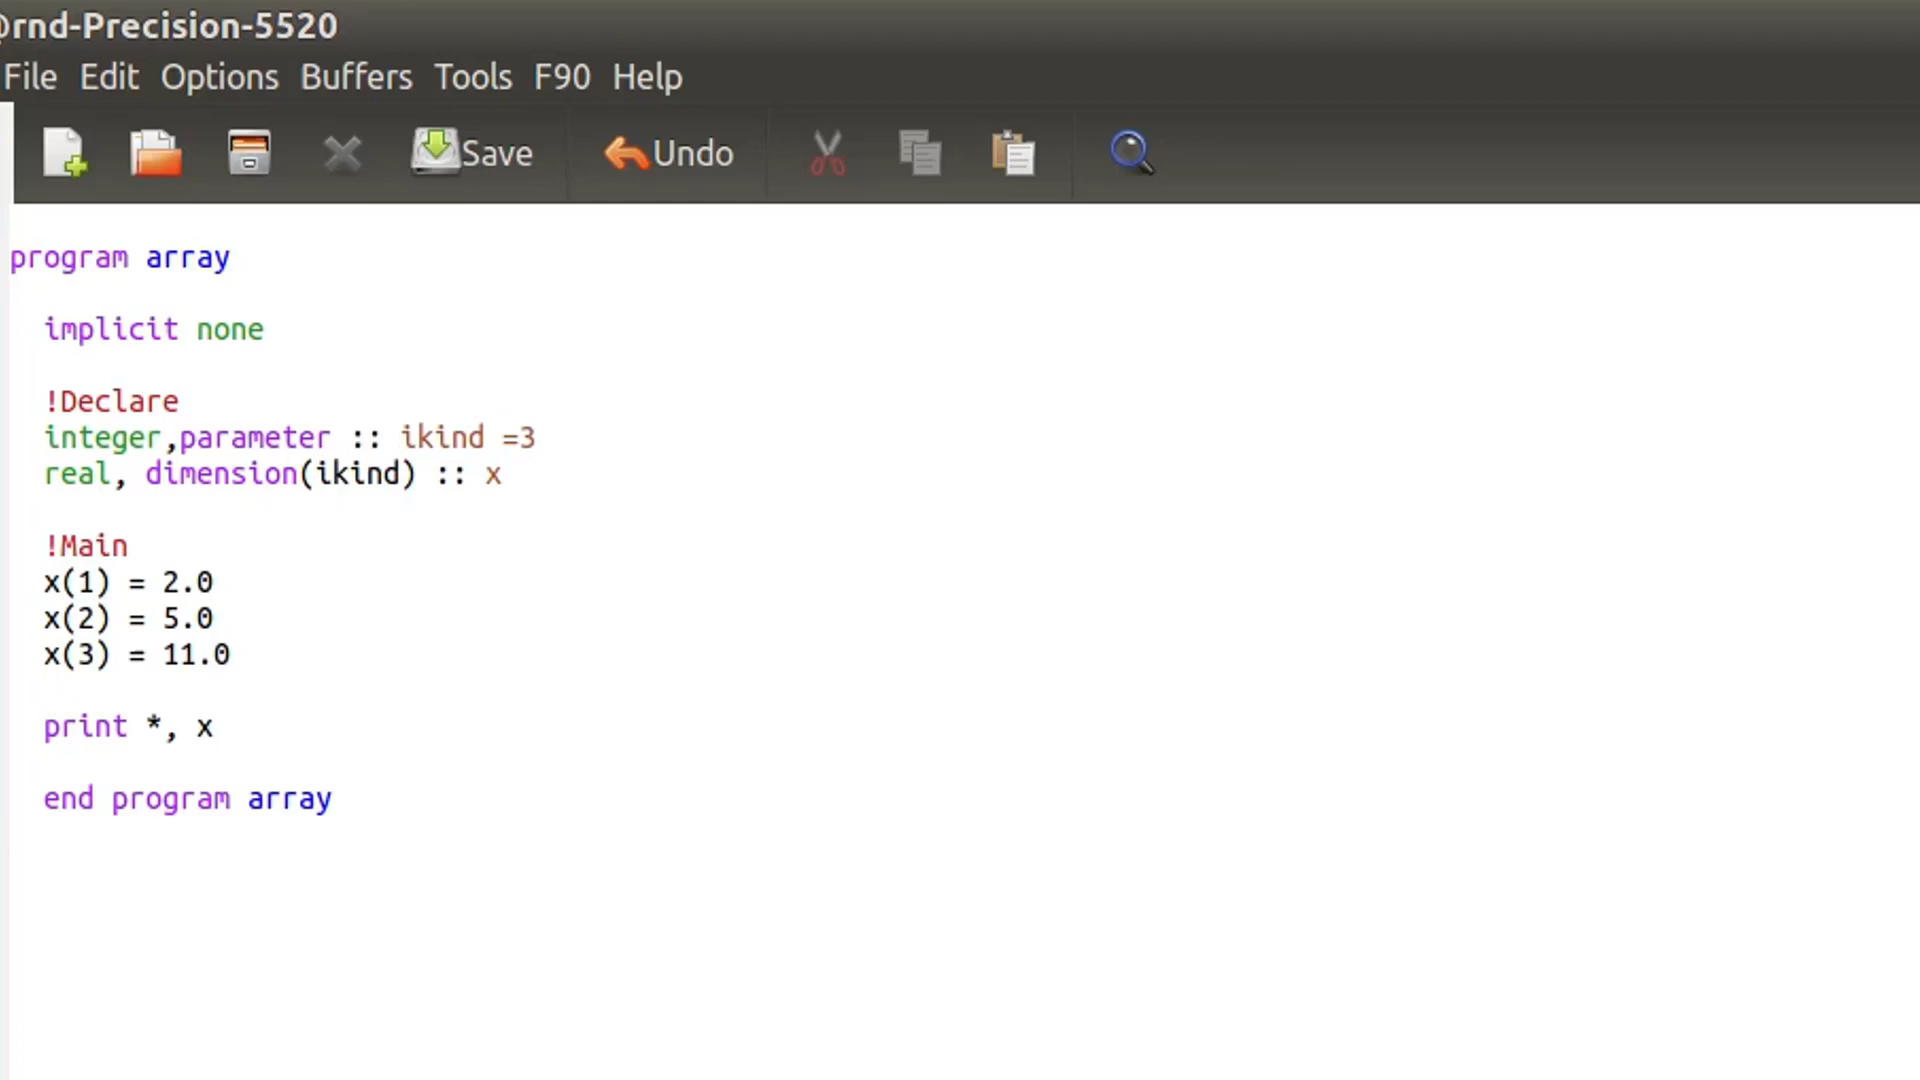 @rnd-Precision-5520
File Edit Options Buffers Tools F90 Help
Save Undo
program array
implicit none
!Declare
integer,parameter :: ikind =3
real, dimension(ikind) :: x
!Main
x(1) = 2.0
x(2) = 5.0
x(3) = 11.0
print *, x
end program array